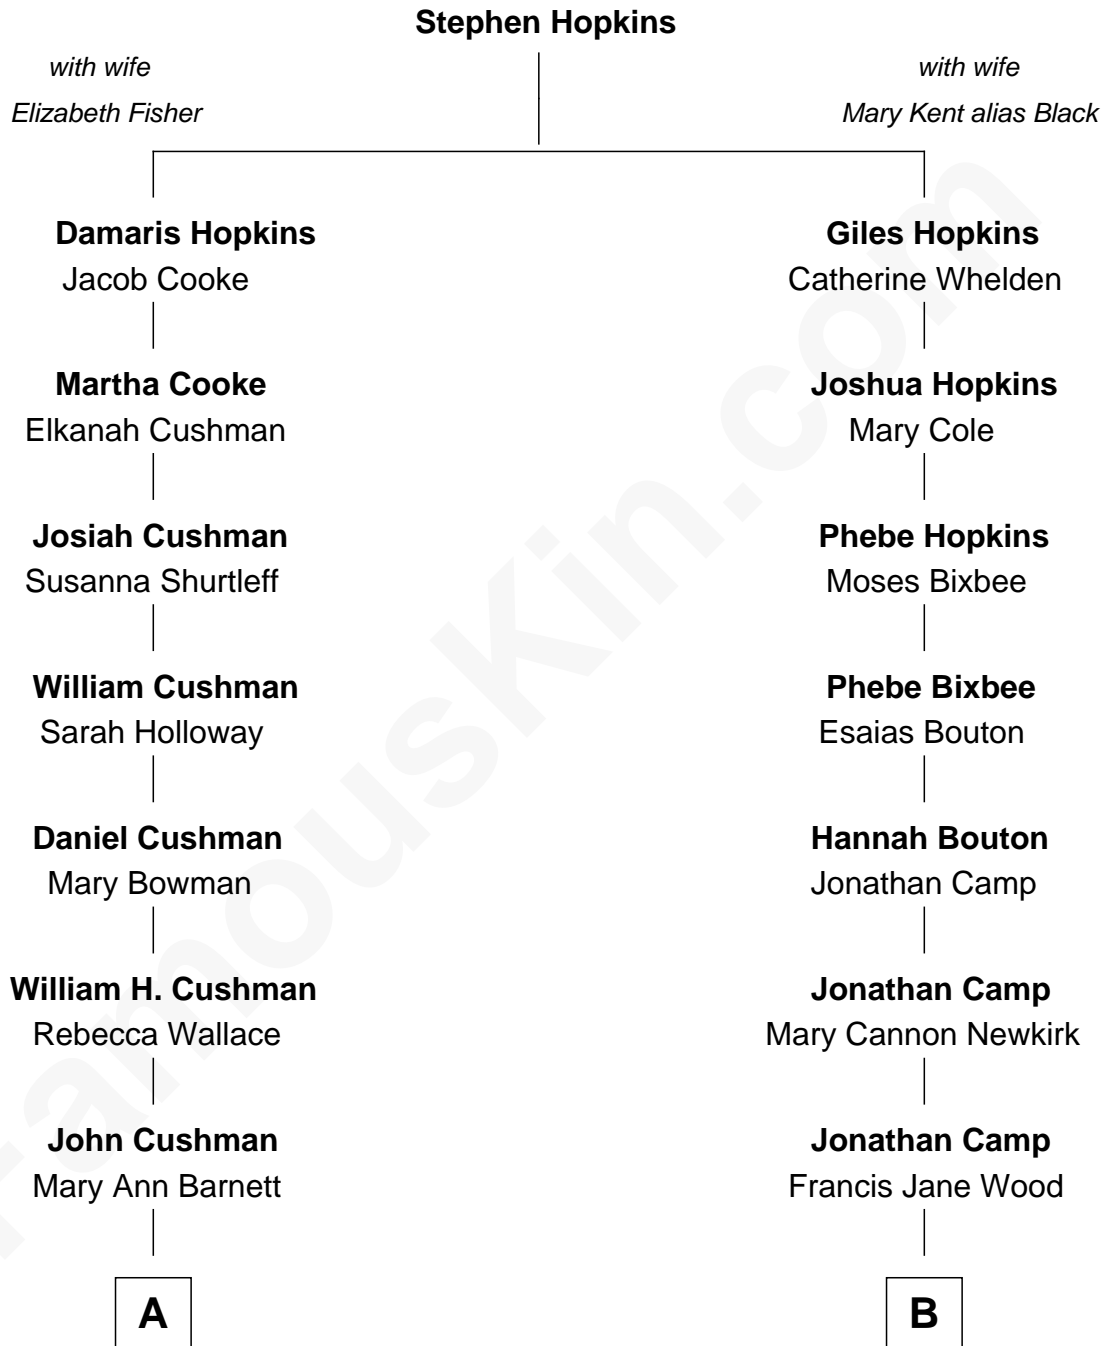 Stephen Hopkins
with wife
Elizabeth Fisher
with wife
Mary Kent alias Black
Damaris Hopkins
Jacob Cooke
Giles Hopkins
Catherine Whelden
Martha Cooke
Elkanah Cushman
Joshua Hopkins
Mary Cole
Josiah Cushman
Susanna Shurtleff
Phebe Hopkins
Moses Bixbee
William Cushman
Sarah Holloway
Phebe Bixbee
Esaias Bouton
Daniel Cushman
Mary Bowman
Hannah Bouton
Jonathan Camp
William H. Cushman
Rebecca Wallace
Jonathan Camp
Mary Cannon Newkirk
John Cushman
Mary Ann Barnett
Jonathan Camp
Francis Jane Wood
A
B
FamousKin.com